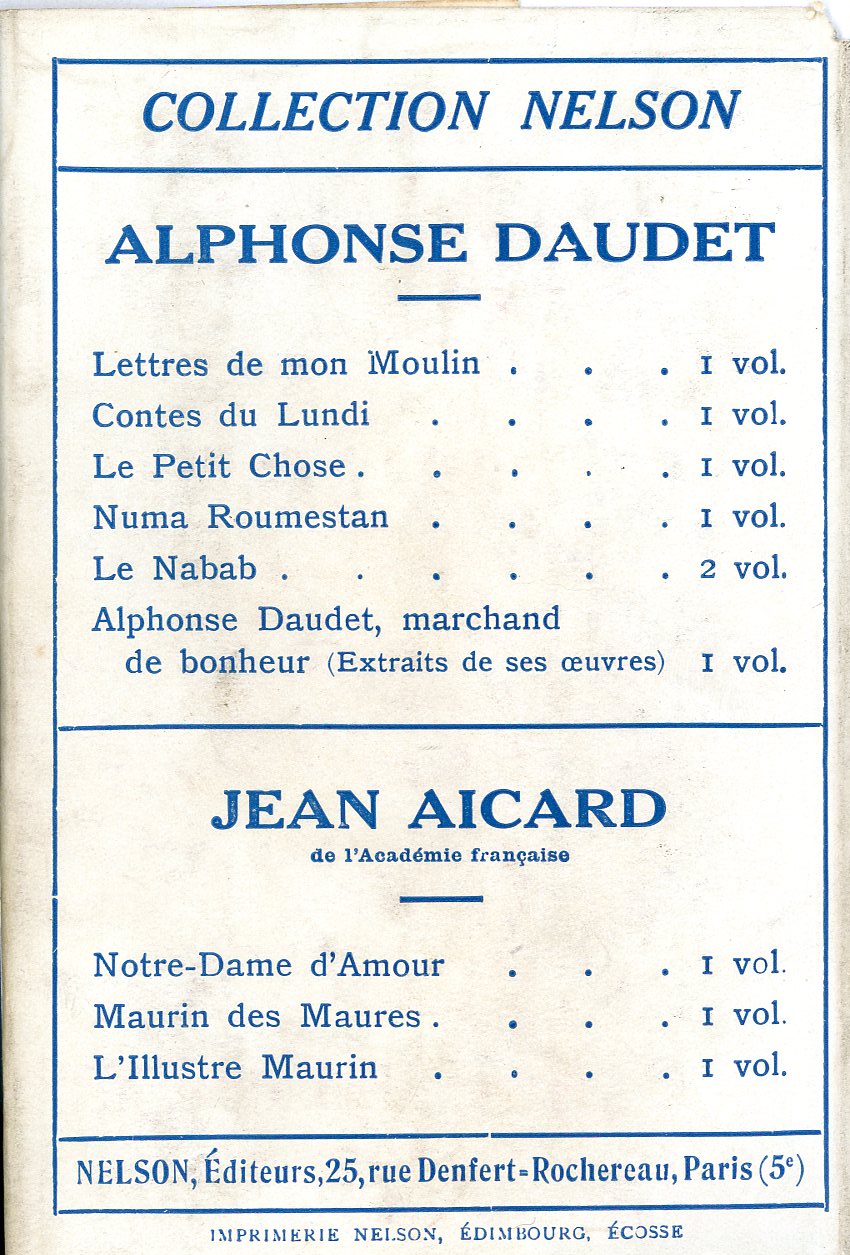 COLLECTION NELSON
ALPHONSE DAUDET
Lettres de mon Moulin . . . 1 vol.
Contes du Lundi . . . . 1 vol.
Le Petit Chose . . . . . 1 vol.
Numa Roumestan . . . . 1 vol.
Le Nabab . . . . . . 2 vol.
Alphonse Daudet, marchand
de bonheur (Extraits de ses œuvres) 1 vol.
JEAN AICARD
de l'Académie française
Notre-Dame d'Amour . . . 1 vol.
Maurin des Maures . . . . 1 vol.
L'Illustre Maurin . . . . 1 vol.
NELSON, Éditeurs, 25, rue Denfert-Rochereau, Paris (5e)
IMPRIMERIE NELSON, ÉDIMBOURG, ÉCOSSE